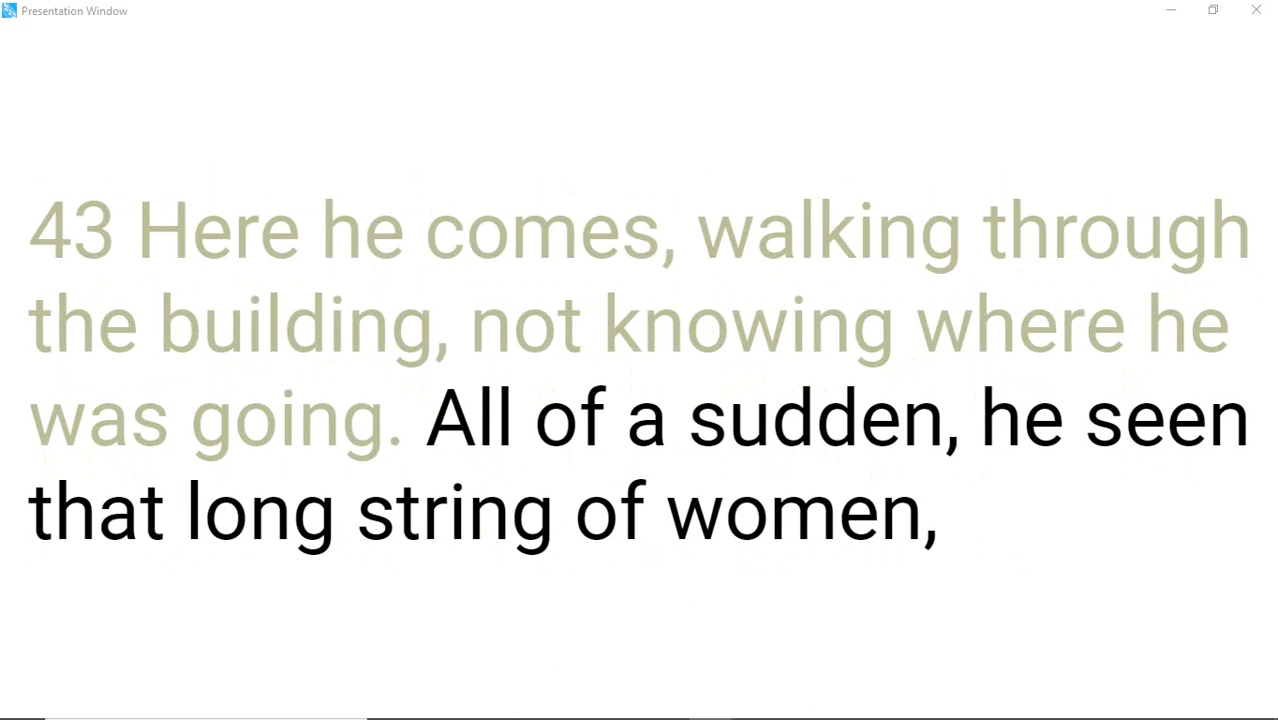 Presentation Window
43 Here he comes, walking through
the building, not knowing where he
was going. All of a sudden, he seen
that long string of women,